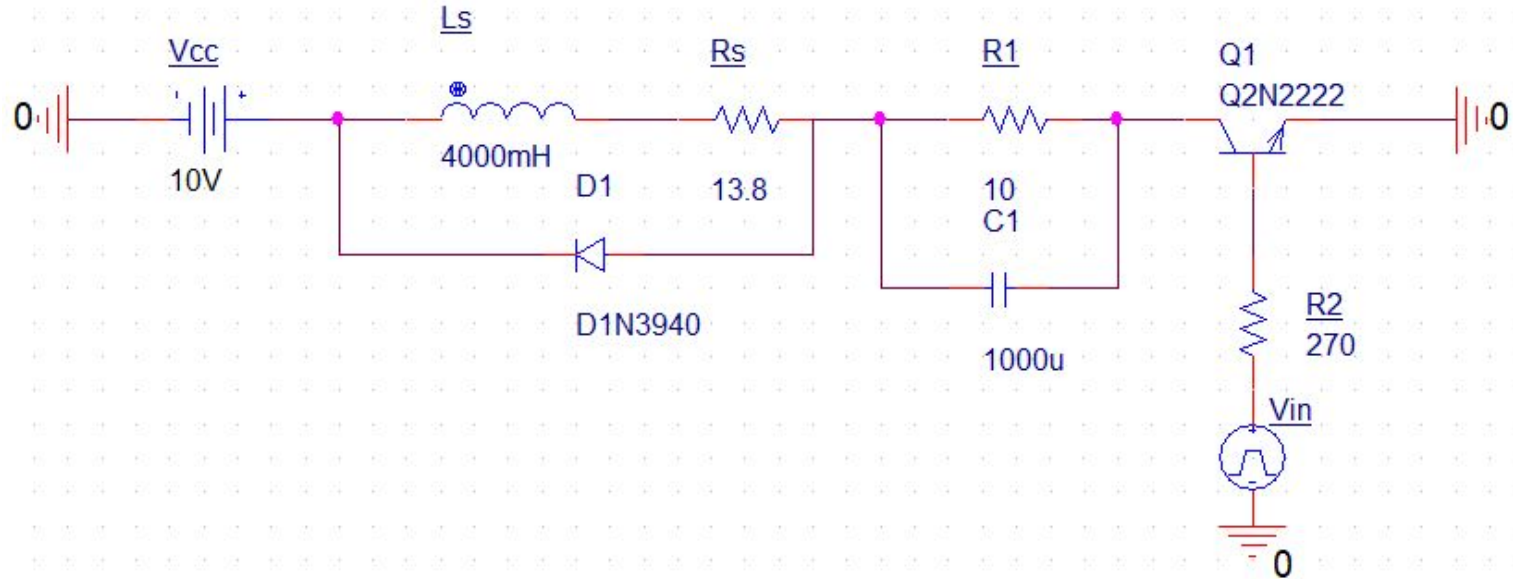 Ls
Vcc
Rs
R1
Q1
Q2N2222
0
0
4000mH
10V
D1
13.8
10
C1
D1N3940
1000u
R2
270
Vin
0